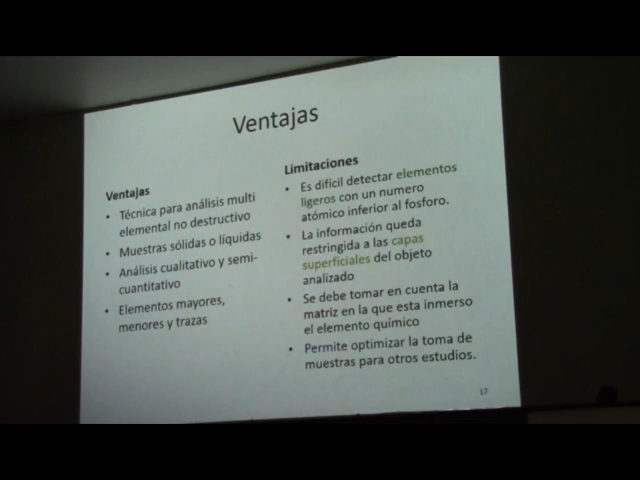 Ventajas
Ventajas
• Técnica para análisis multi
elemental no destructivo
• Muestras sólidas o líquidas
• Análisis cualitativo y semi-
cuantitativo
• Elementos mayores,
menores y trazas
Limitaciones
• Es dificil detectar elementos
ligeros con un numero
atómico inferior al fosforo.
• La información queda
restringida a las capas
superficiales del objeto
analizado
• Se debe tomar en cuenta la
matriz en la que esta inmerso
el elemento químico
• Permite optimizar la toma de
muestras para otros estudios.
17